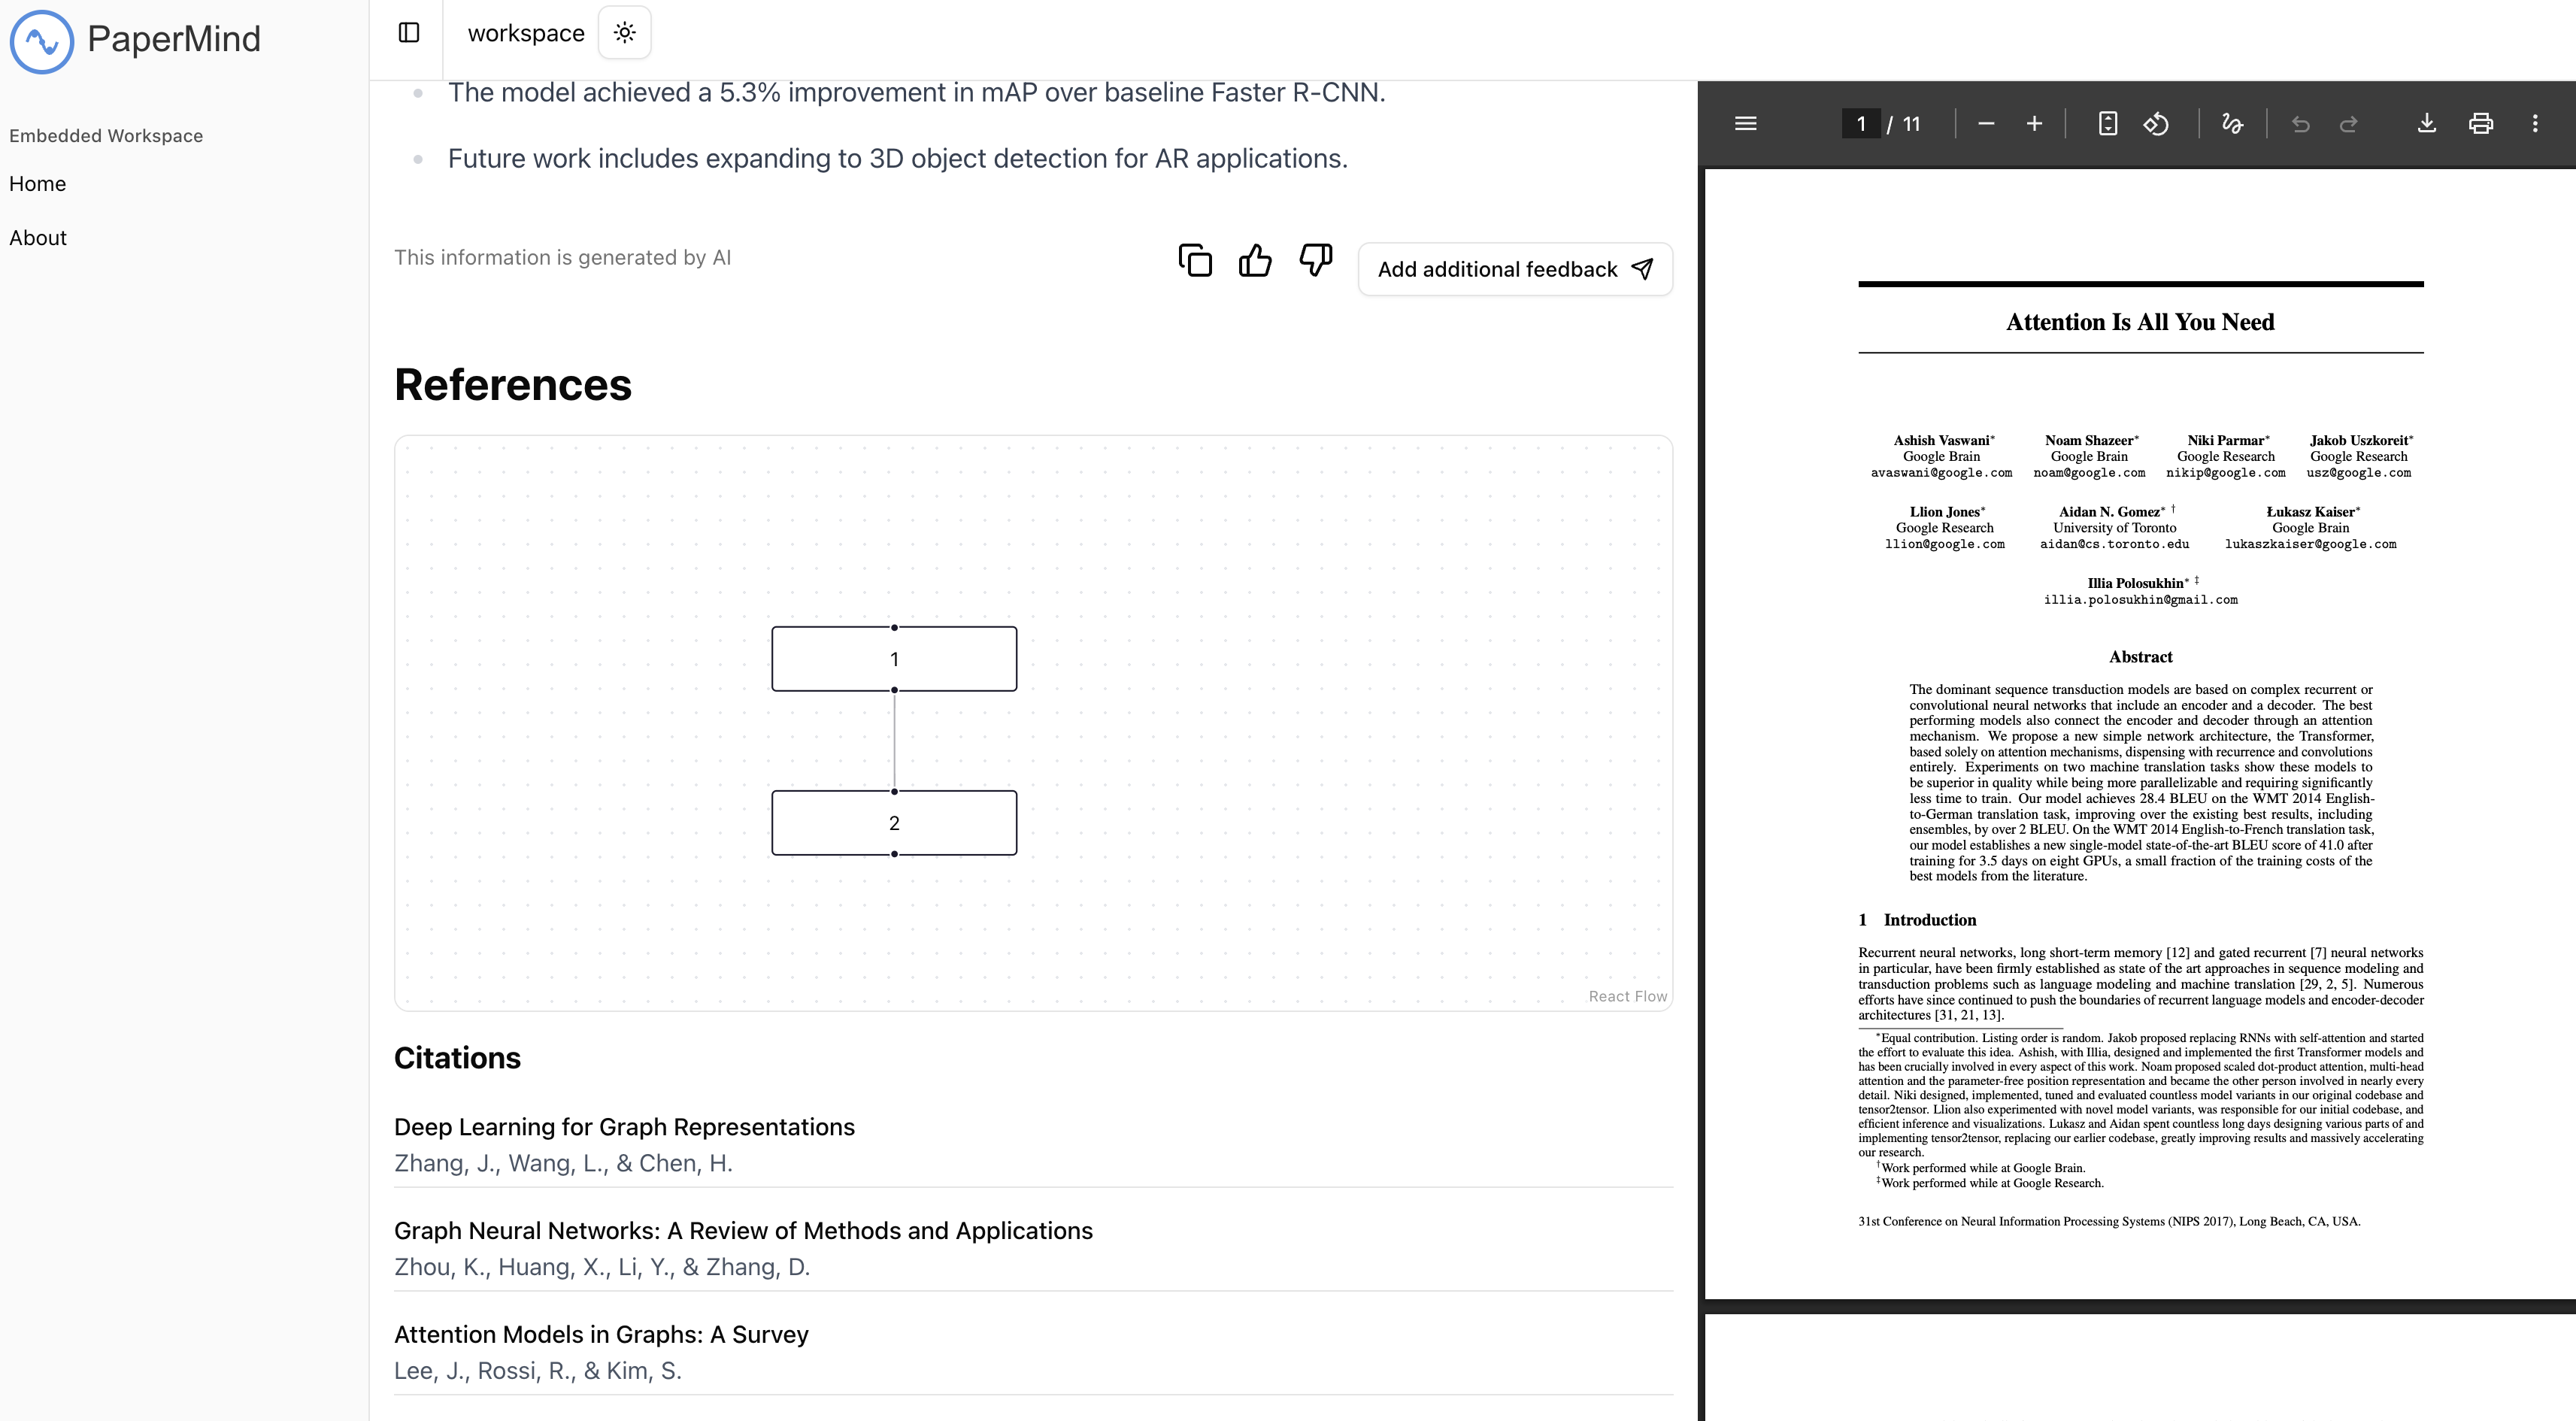 PaperMind
Embedded Workspace
Home
About
workspace
The model achieved a 5.3% improvement in mAP over baseline Faster R-CNN.
Future work includes expanding to 3D object detection for AR applications.
This information is generated by AI
Add additional feedback
References
1
2
React Flow
Citations
Deep Learning for Graph Representations
Zhang, J., Wang, L., & Chen, H.
Graph Neural Networks: A Review of Methods and Applications
Zhou, K., Huang, X., Li, Y., & Zhang, D.
Attention Models in Graphs: A Survey
Lee, J., Rossi, R., & Kim, S.
1 / 11
Attention Is All You Need
Ashish Vaswani* Noam Shazeer* Niki Parmar* Jakob Uszkoreit*
Google Brain Google Brain Google Research Google Research
avaswani@google.com noam@google.com nikip@google.com usz@google.com
Llion Jones* Aidan N. Gomez* † Łukasz Kaiser*
Google Research University of Toronto Google Brain
llion@google.com aidan@cs.toronto.edu lukaszkaiser@google.com
Illia Polosukhin* ‡
illia.polosukhin@gmail.com
Abstract
The dominant sequence transduction models are based on complex recurrent or
convolutional neural networks that include an encoder and a decoder. The best
performing models also connect the encoder and decoder through an attention
mechanism. We propose a new simple network architecture, the Transformer,
based solely on attention mechanisms, dispensing with recurrence and convolutions
entirely. Experiments on two machine translation tasks show these models to
be superior in quality while being more parallelizable and requiring significantly
less time to train. Our model achieves 28.4 BLEU on the WMT 2014 English-
to-German translation task, improving over the existing best results, including
ensembles, by over 2 BLEU. On the WMT 2014 English-to-French translation task,
our model establishes a new single-model state-of-the-art BLEU score of 41.0 after
training for 3.5 days on eight GPUs, a small fraction of the training costs of the
best models from the literature.
1 Introduction
Recurrent neural networks, long short-term memory [12] and gated recurrent [7] neural networks
in particular, have been firmly established as state of the art approaches in sequence modeling and
transduction problems such as language modeling and machine translation [29, 2, 5]. Numerous
efforts have since continued to push the boundaries of recurrent language models and encoder-decoder
architectures [31, 21, 13].
*Equal contribution. Listing order is random. Jakob proposed replacing RNNs with self-attention and started
the effort to evaluate this idea. Ashish, with Illia, designed and implemented the first Transformer models and
has been crucially involved in every aspect of this work. Noam proposed scaled dot-product attention, multi-head
attention and the parameter-free position representation and became the other person involved in nearly every
detail. Niki designed, implemented, tuned and evaluated countless model variants in our original codebase and
tensor2tensor. Llion also experimented with novel model variants, was responsible for our initial codebase, and
efficient inference and visualizations. Lukasz and Aidan spent countless long days designing various parts of and
implementing tensor2tensor, replacing our earlier codebase, greatly improving results and massively accelerating
our research.
†Work performed while at Google Brain.
‡Work performed while at Google Research.
31st Conference on Neural Information Processing Systems (NIPS 2017), Long Beach, CA, USA.